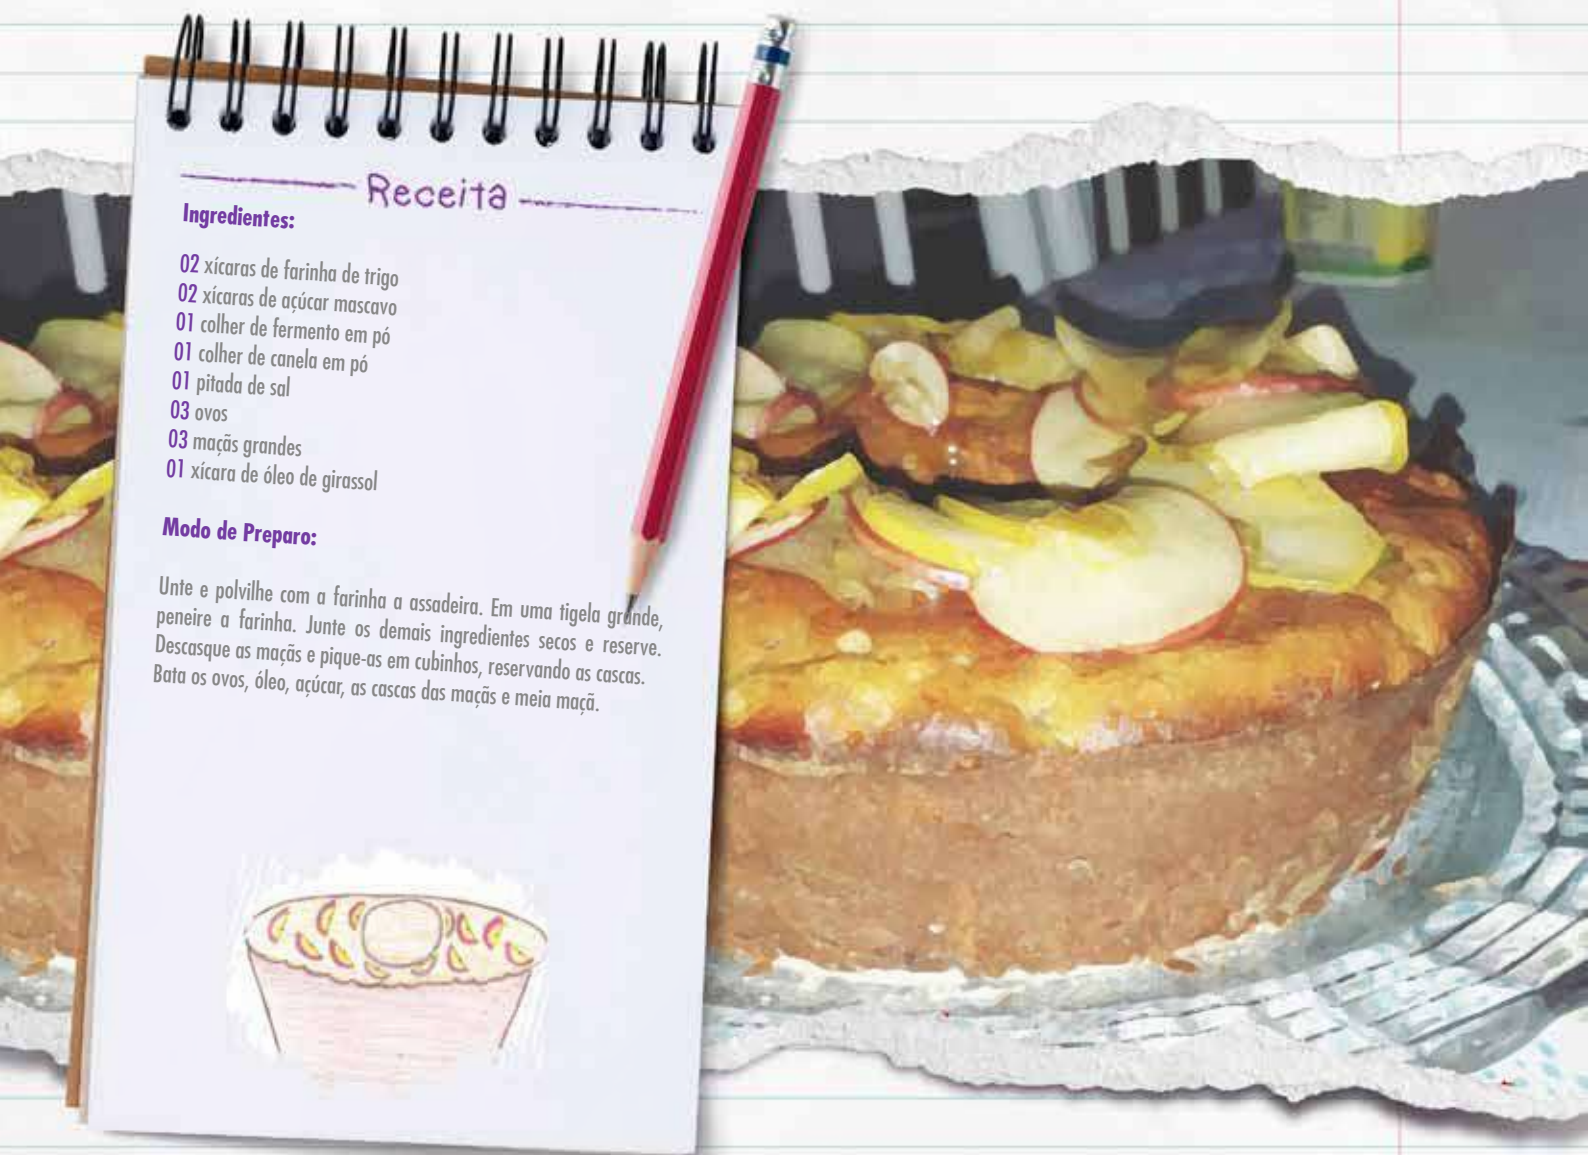 Receita
Ingredientes:
02 xícaras de farinha de trigo
02 xícaras de açúcar mascavo
01 colher de fermento em pó
01 colher de canela em pó
01 pitada de sal
03 ovos
03 maçãs grandes
01 xícara de óleo de girassol
Modo de Preparo:
Unte e polvilhe com a farinha a assadeira. Em uma tigela grande,
peneire a farinha. Junte os demais ingredientes secos e reserve.
Descasque as maçãs e pique-as em cubinhos, reservando as cascas.
Bata os ovos, óleo, açúcar, as cascas das maçãs e meia maçã.